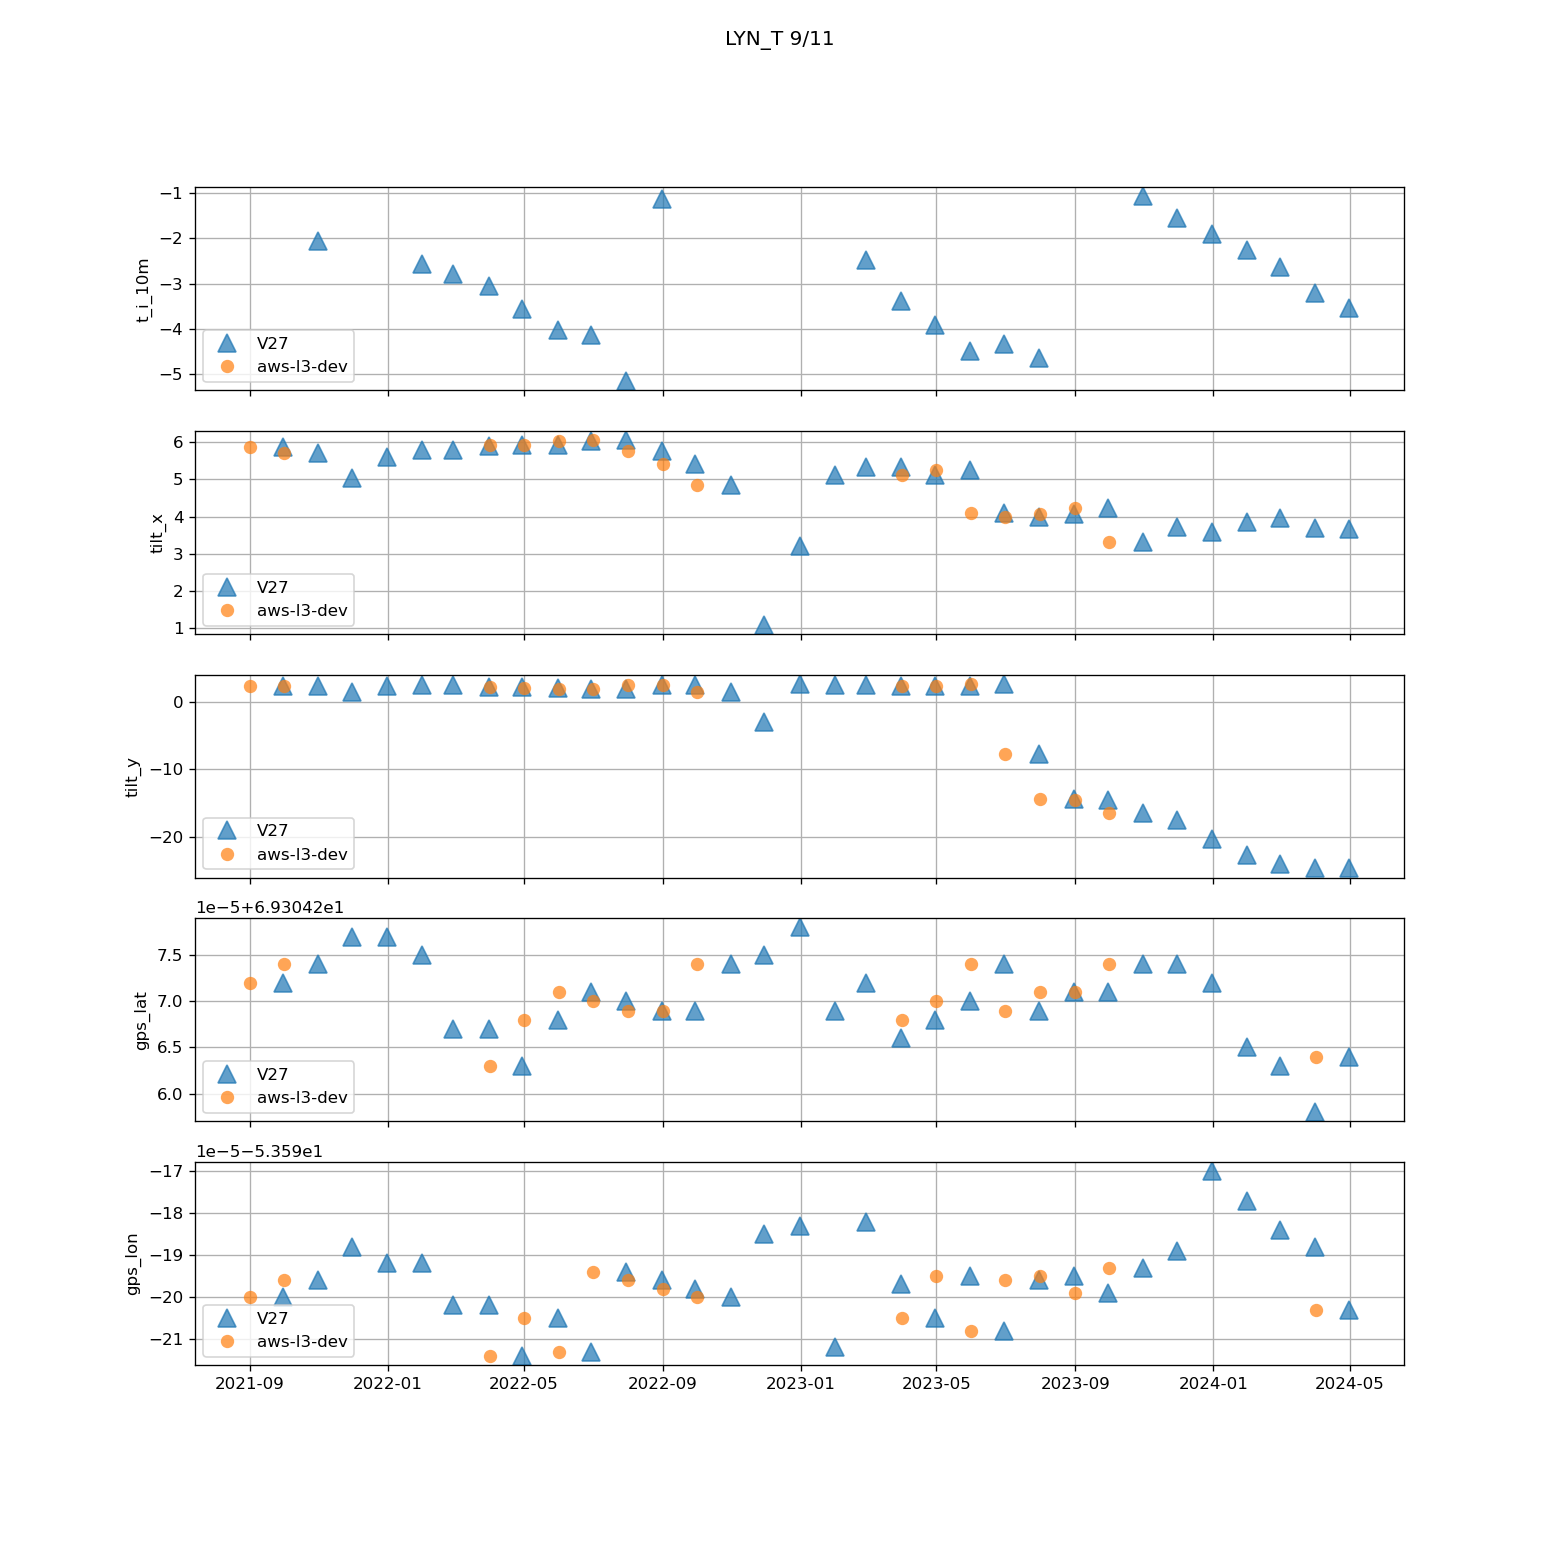 LYN_T 9/11
−1
−2
−3
−4
−5
t_i_10m
V27
aws-l3-dev
6
5
4
3
2
1
tilt_x
V27
aws-l3-dev
0
−10
−20
tilt_y
V27
aws-l3-dev
1e−5+6.93042e1
7.5
7.0
6.5
6.0
gps_lat
V27
aws-l3-dev
1e−5−5.359e1
−17
−18
−19
−20
−21
gps_lon
V27
aws-l3-dev
2021-09 2022-01 2022-05 2022-09 2023-01 2023-05 2023-09 2024-01 2024-05